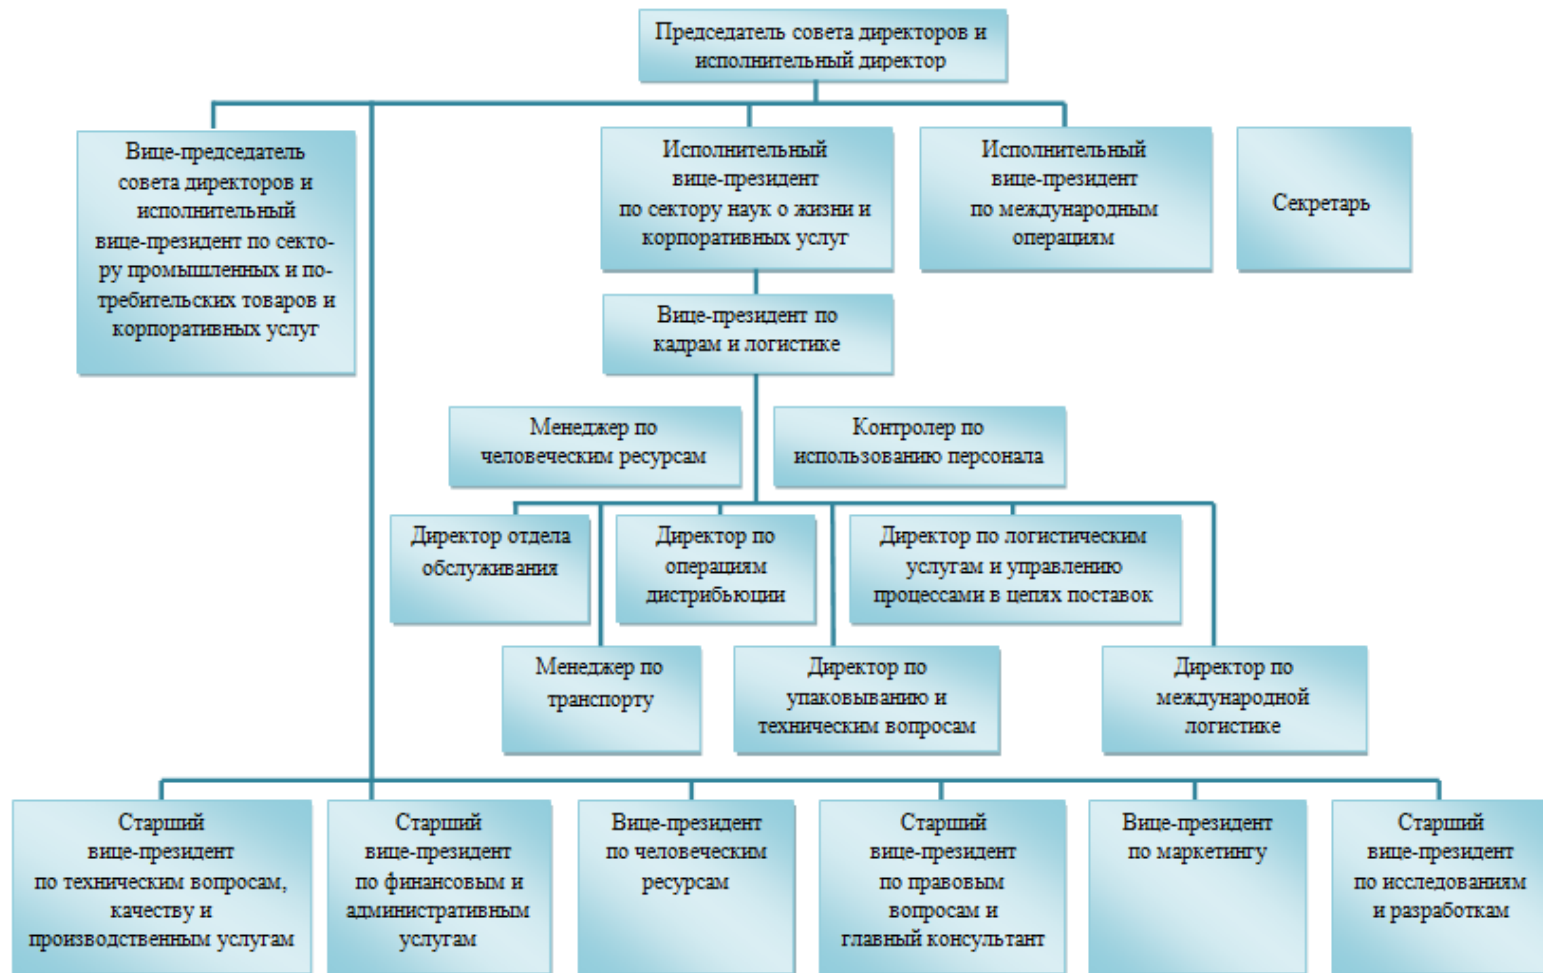 Председатель совета директоров и
исполнительный директор
Вице-председатель
совета директоров и
исполнительный
вице-президент по секто-
ру промышленных и по-
требительских товаров и
корпоративных услуг
Исполнительный
вице-президент
по сектору наук о жизни и
корпоративных услуг
Исполнительный
вице-президент
по международным
операциям
Секретарь
Вице-президент по
кадрам и логистике
Менеджер по
человеческим ресурсам
Контролер по
использованию персонала
Директор отдела
обслуживания
Директор по
операциям
дистрибьюции
Директор по логистическим
услугам и управлению
процессами в цепях поставок
Менеджер по
транспорту
Директор по
упаковыванию и
техническим вопросам
Директор по
международной
логистике
Старший
вице-президент
по техническим вопросам,
качеству и
производственным услугам
Старший
вице-президент
по финансовым и
административным
услугам
Вице-президент
по человеческим
ресурсам
Старший
вице-президент
по правовым
вопросам и
главный консультант
Вице-президент
по маркетингу
Старший
вице-президент
по исследованиям
и разработкам